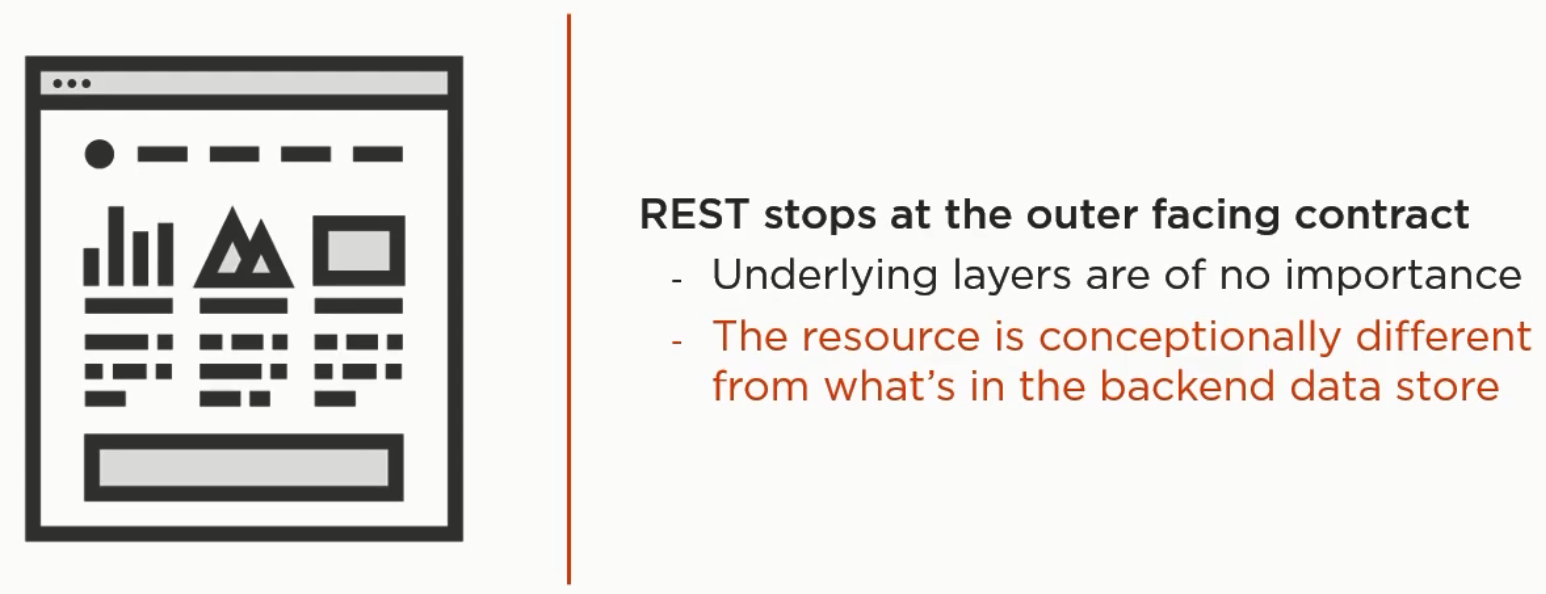 REST stops at the outer facing contract
- Underlying layers are of no importance
- The resource is conceptionally different
from what’s in the backend data store